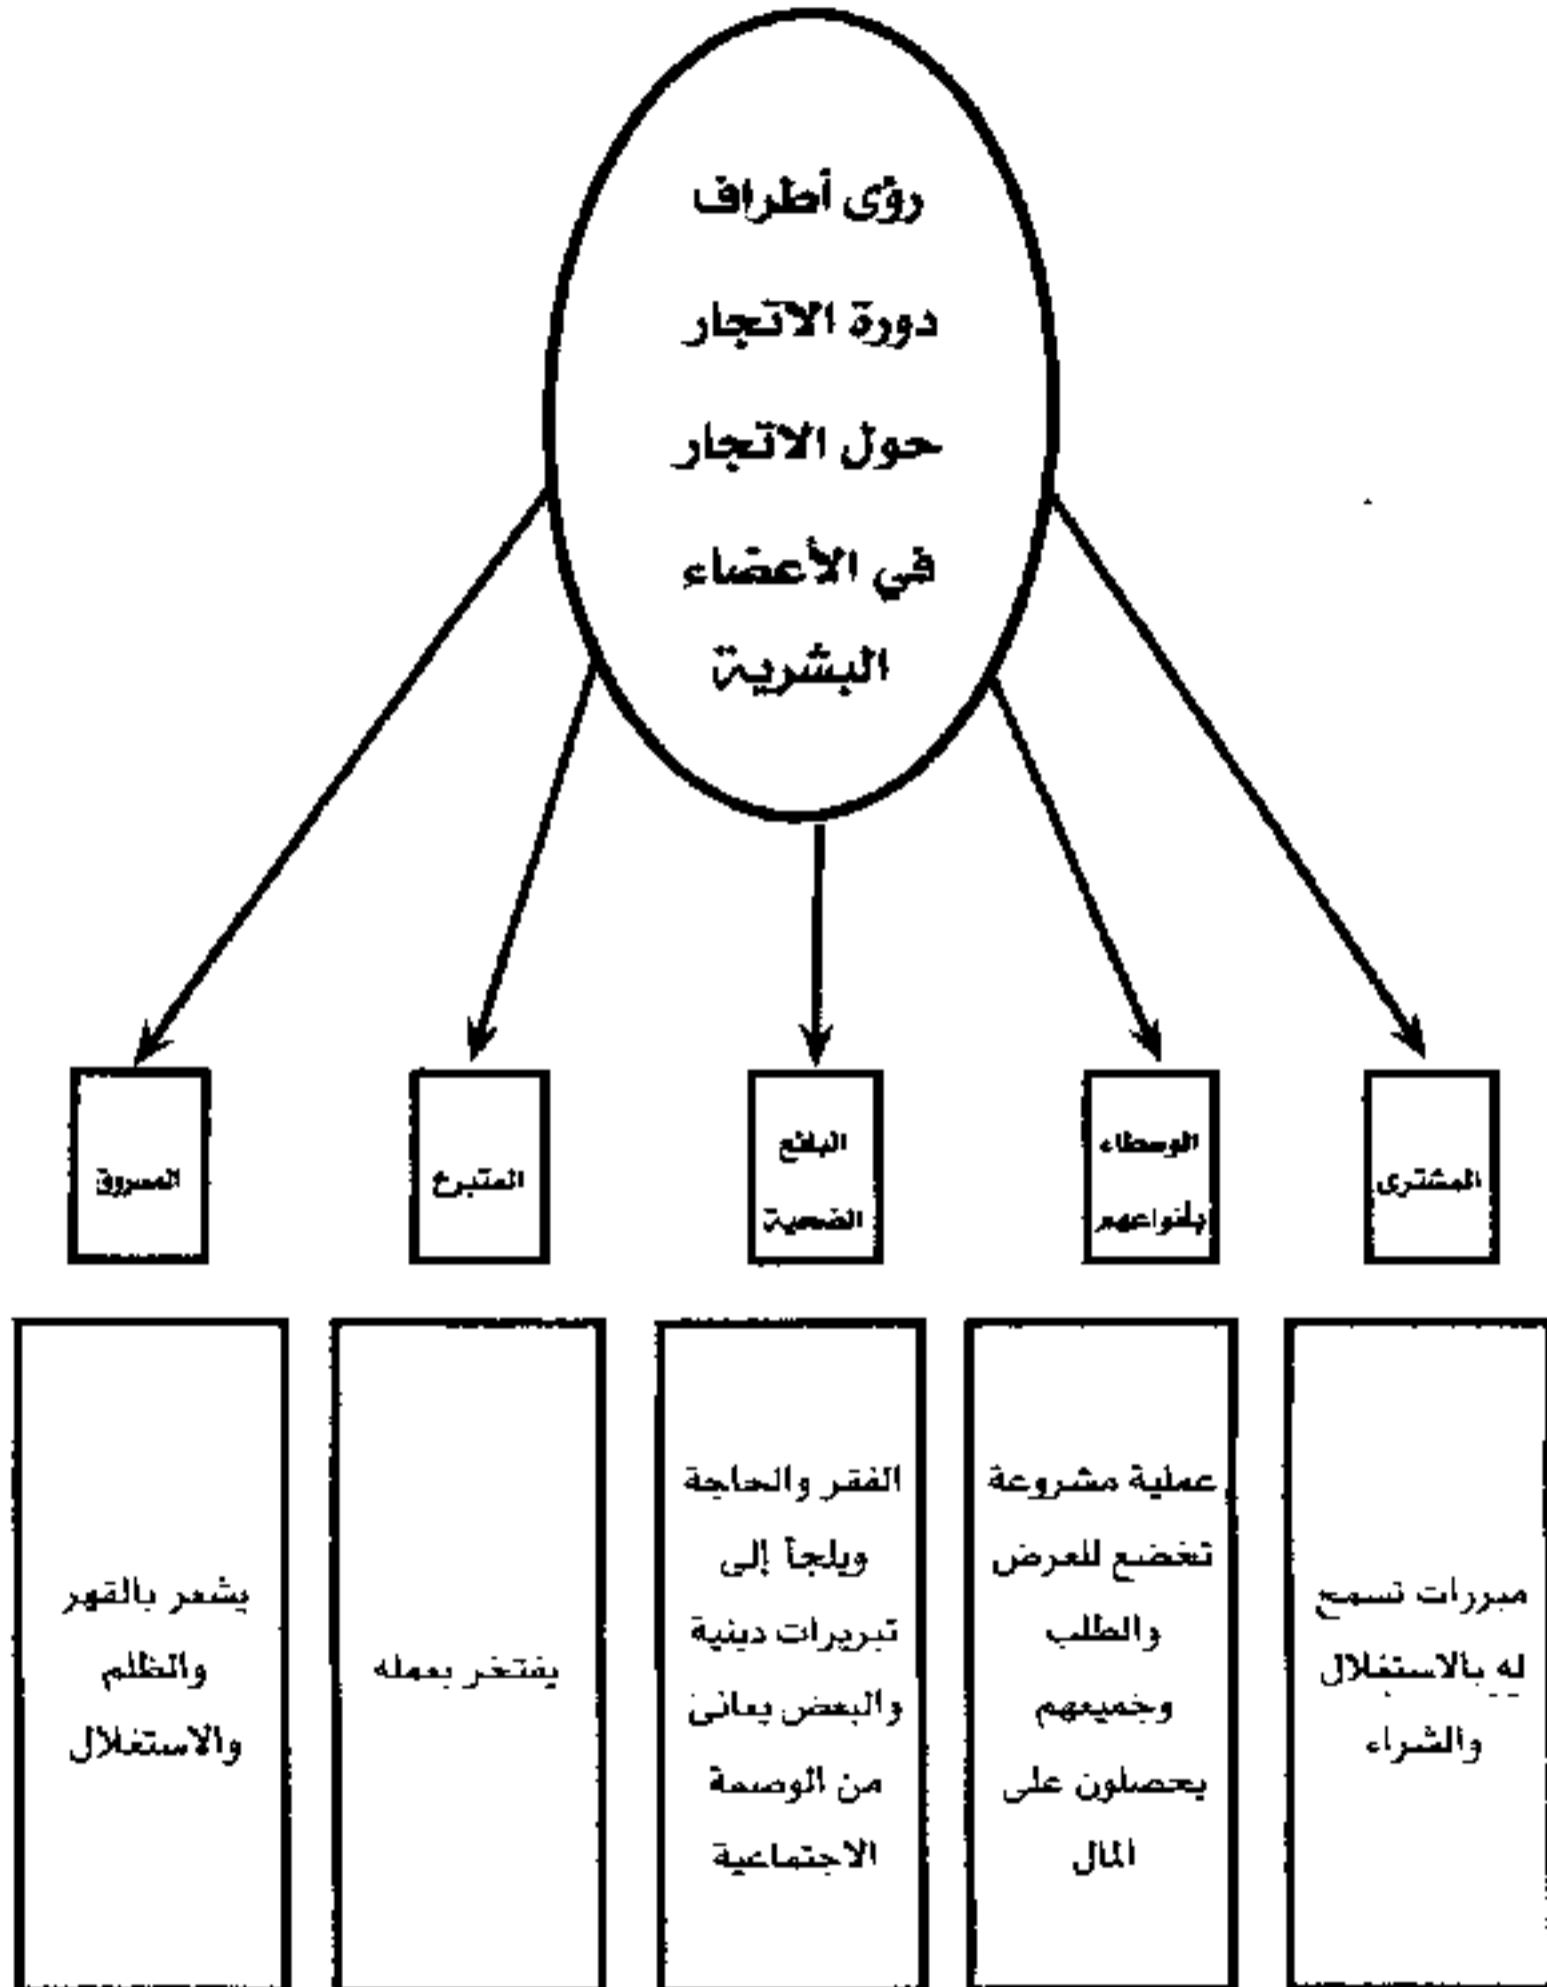 رؤى أطراف
دورة الاتجار
حول الاتجار
في الأعضاء
البشرية
المشترى
الوسطاء
بأنواعهم
البائع
الضحية
المتبرع
المسروق
مبررات تسمح
له بالاستغلال
والشراء
عملية مشروعة
تخضع للعرض
والطلب
وجميعهم
يحصلون على
المال
الفقر والحاجة
ويلجأ إلى
تبريرات دينية
والبعض يعانى
من الوصمة
الاجتماعية
يفتخر بعمله
يشعر بالقهر
والظلم
والاستغلال